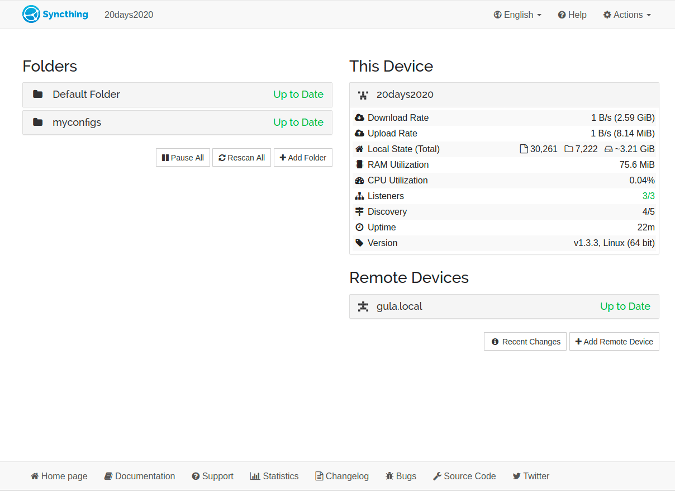 Syncthing 20days2020 English Help Actions
Folders
Default Folder Up to Date
myconfigs Up to Date
Pause All Rescan All Add Folder
This Device
20days2020
Download Rate 1 B/s (2.59 GiB)
Upload Rate 1 B/s (8.14 MiB)
Local State (Total) 30,261 7,222 ~3.21 GiB
RAM Utilization 75.6 MiB
CPU Utilization 0.04%
Listeners 3/3
Discovery 4/5
Uptime 22m
Version v1.3.3, Linux (64 bit)
Remote Devices
gula.local Up to Date
Recent Changes Add Remote Device
Home page Documentation Support Statistics Changelog Bugs Source Code Twitter